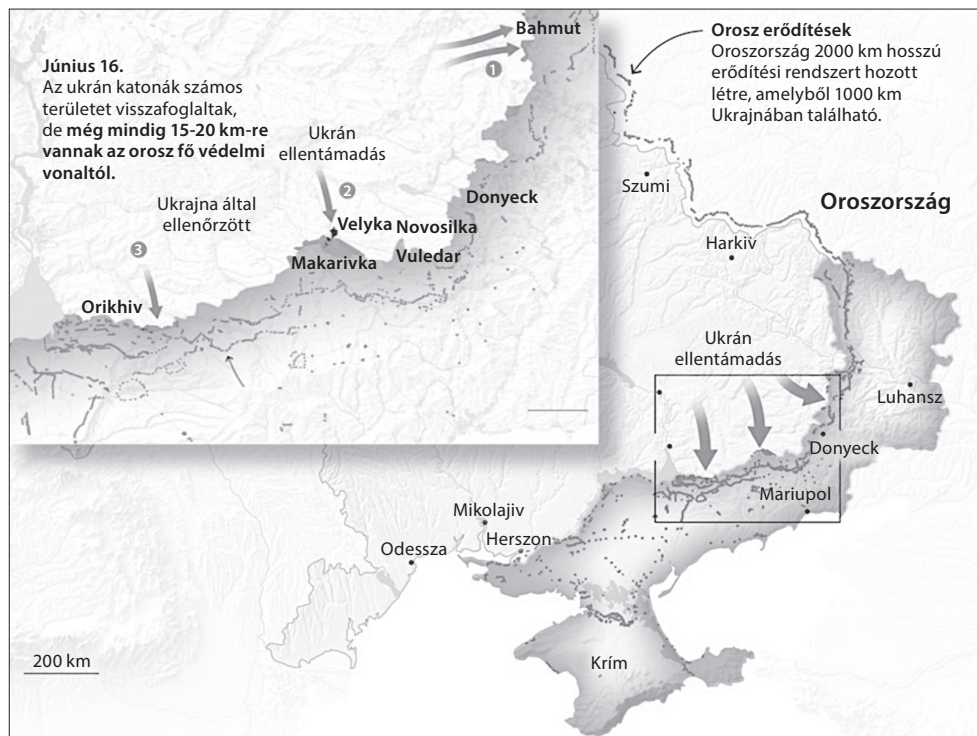 Bahmut
Június 16.
Az ukrán katonák számos
területet visszafoglaltak,
de még mindig 15-20 km-re
vannak az orosz fő védelmi
vonaltól.
1
Ukrán
ellentámadás
2
Donyeck
Ukrajna által
ellenőrzött
3
Velyka Novosilka
Makarivka
Vuledar
Orikhiv
Orosz erődítések
Oroszország 2000 km hosszú
erődítési rendszert hozott
létre, amelyből 1000 km
Ukrajnában található.
Szumi
Oroszország
Harkiv
Ukrán
ellentámadás
Luhansz
Donyeck
Mariupol
Mikolajiv
Herszon
Odessza
Krím
200 km